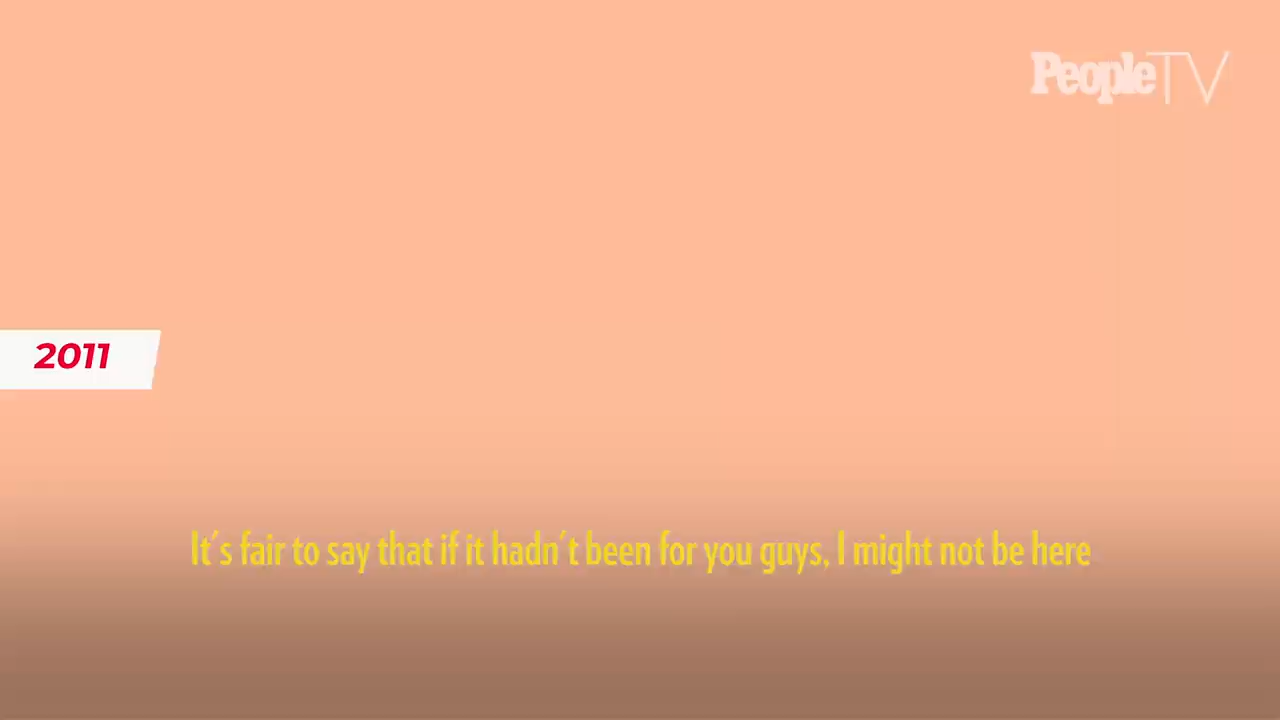 PeopleTV
2011
It's fair to say that if it hadn't been for you guys, I might not be here